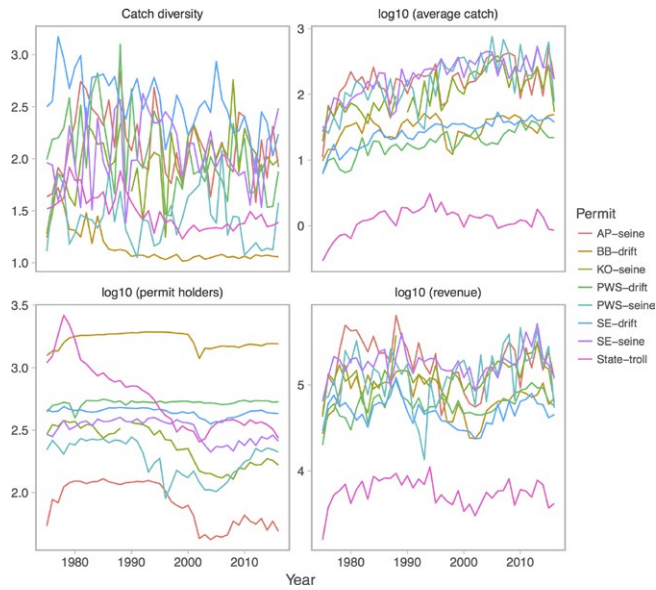 Catch diversity
log10 (average catch)
3.0
2.5
2.0
1.5
1.0
3
2
1
0
log10 (permit holders)
log10 (revenue)
3.5
3.0
2.5
2.0
5
4
1980 1990 2000 2010
1980 1990 2000 2010
Year
Permit
AP−seine
BB−drift
KO−seine
PWS−drift
PWS−seine
SE−drift
SE−seine
State−troll